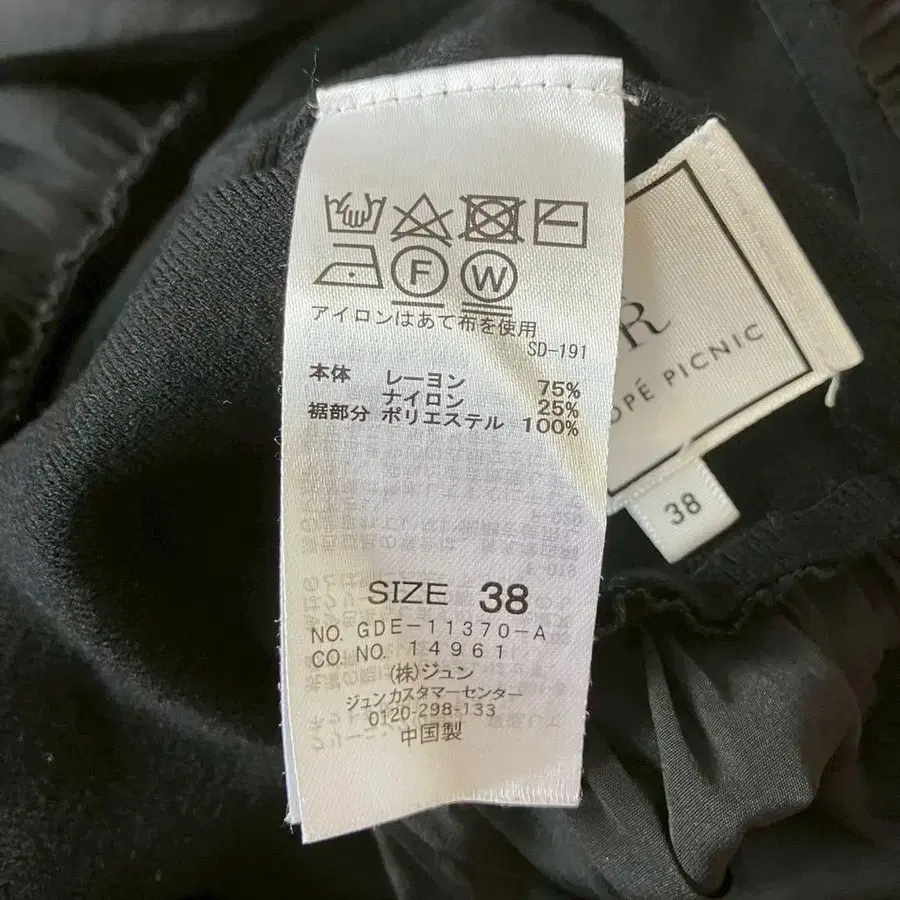 F W
アイロンはあて布を使用
SD-191
本体 レーヨン 75%
ナイロン 25%
裾部分 ポリエステル 100%
SIZE 38
NO. GDE-11370-A
CO. NO. 14961
(株)ジュン
ジュンカスタマーセンター
0120-298-133
中国製
R
OPÉ PICNIC
38